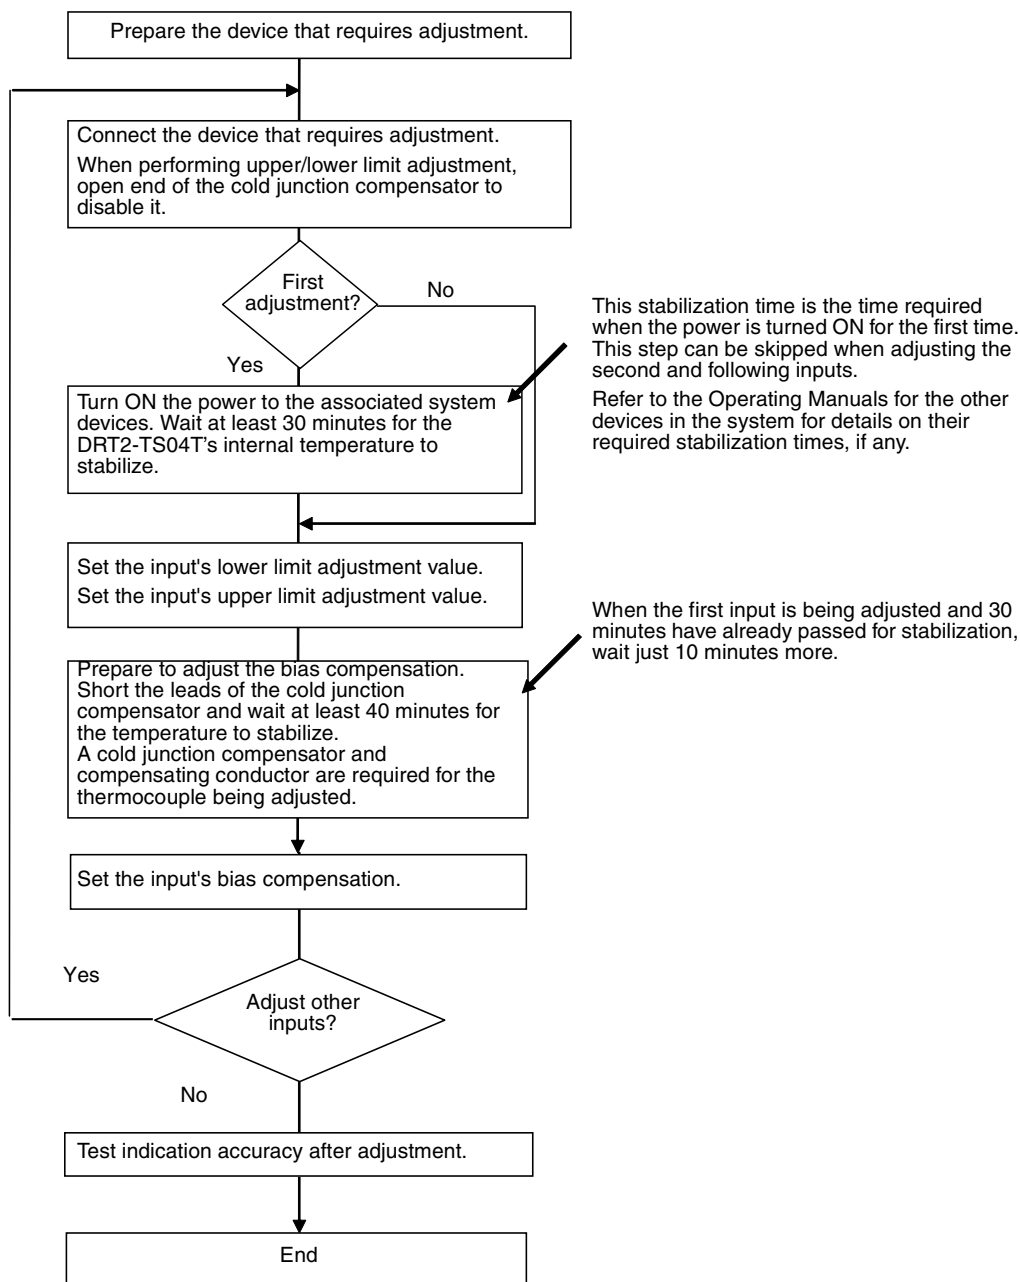 Prepare the device that requires adjustment.
Connect the device that requires adjustment.
When performing upper/lower limit adjustment,
open end of the cold junction compensator to
disable it.
First
adjustment?
No
Yes
This stabilization time is the time required
when the power is turned ON for the first time.
This step can be skipped when adjusting the
second and following inputs.
Refer to the Operating Manuals for the other
devices in the system for details on their
required stabilization times, if any.
Turn ON the power to the associated system
devices. Wait at least 30 minutes for the
DRT2-TS04T's internal temperature to
stabilize.
Set the input's lower limit adjustment value.
Set the input's upper limit adjustment value.
When the first input is being adjusted and 30
minutes have already passed for stabilization,
wait just 10 minutes more.
Prepare to adjust the bias compensation.
Short the leads of the cold junction
compensator and wait at least 40 minutes for
the temperature to stabilize.
A cold junction compensator and
compensating conductor are required for the
thermocouple being adjusted.
Set the input's bias compensation.
Yes
Adjust other
inputs?
No
Test indication accuracy after adjustment.
End